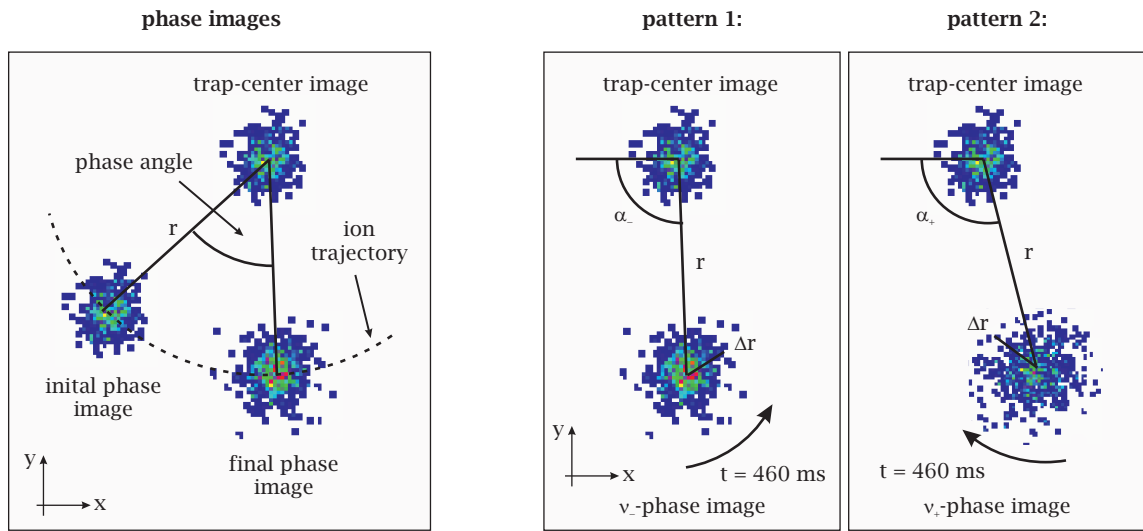 phase images
trap-center image
phase angle
r
ion
trajectory
inital phase
image
final phase
image
y
x
pattern 1:
trap-center image
α₋
r
Δr
y
x
t = 460 ms
ν₋-phase image
pattern 2:
trap-center image
α₊
r
Δr
t = 460 ms
ν₊-phase image